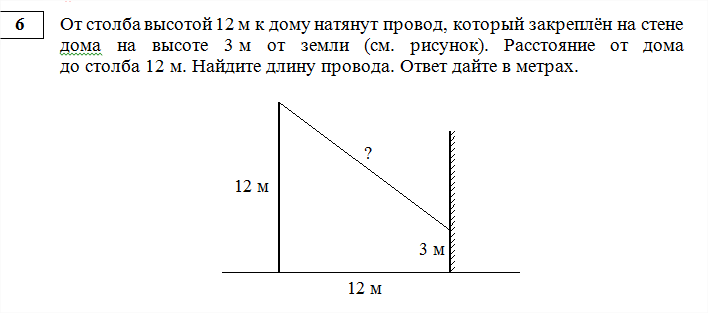 6
От столба высотой 12 м к дому натянут провод, который закреплён на стене
дома на высоте 3 м от земли (см. рисунок). Расстояние от дома
до столба 12 м. Найдите длину провода. Ответ дайте в метрах.
?
12 м
3 м
12 м